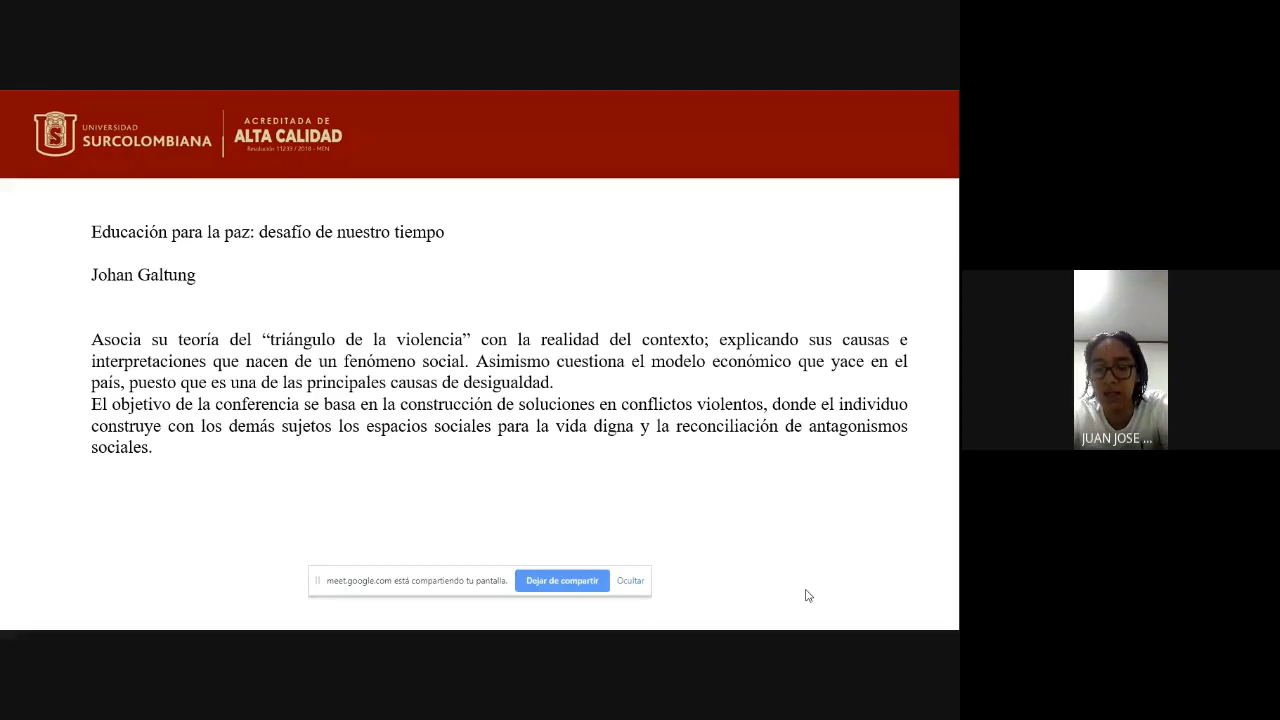 UNIVERSIDAD
SURCOLOMBIANA
ACREDITADA DE
ALTA CALIDAD
Resolución 11233 / 2018 - MEN
Educación para la paz: desafío de nuestro tiempo
Johan Galtung
Asocia su teoría del “triángulo de la violencia” con la realidad del contexto; explicando sus causas e
interpretaciones que nacen de un fenómeno social. Asimismo cuestiona el modelo económico que yace en el
país, puesto que es una de las principales causas de desigualdad.
El objetivo de la conferencia se basa en la construcción de soluciones en conflictos violentos, donde el individuo
construye con los demás sujetos los espacios sociales para la vida digna y la reconciliación de antagonismos
sociales.
meet.google.com está compartiendo tu pantalla. Dejar de compartir Ocultar
JUAN JOSE ...